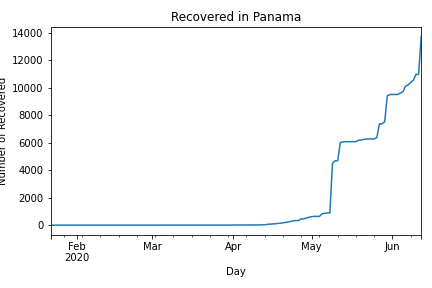 Recovered in Panama
14000
12000
10000
8000
6000
4000
2000
0
Number of Recovered
Feb
2020
Mar
Apr
May
Jun
Day